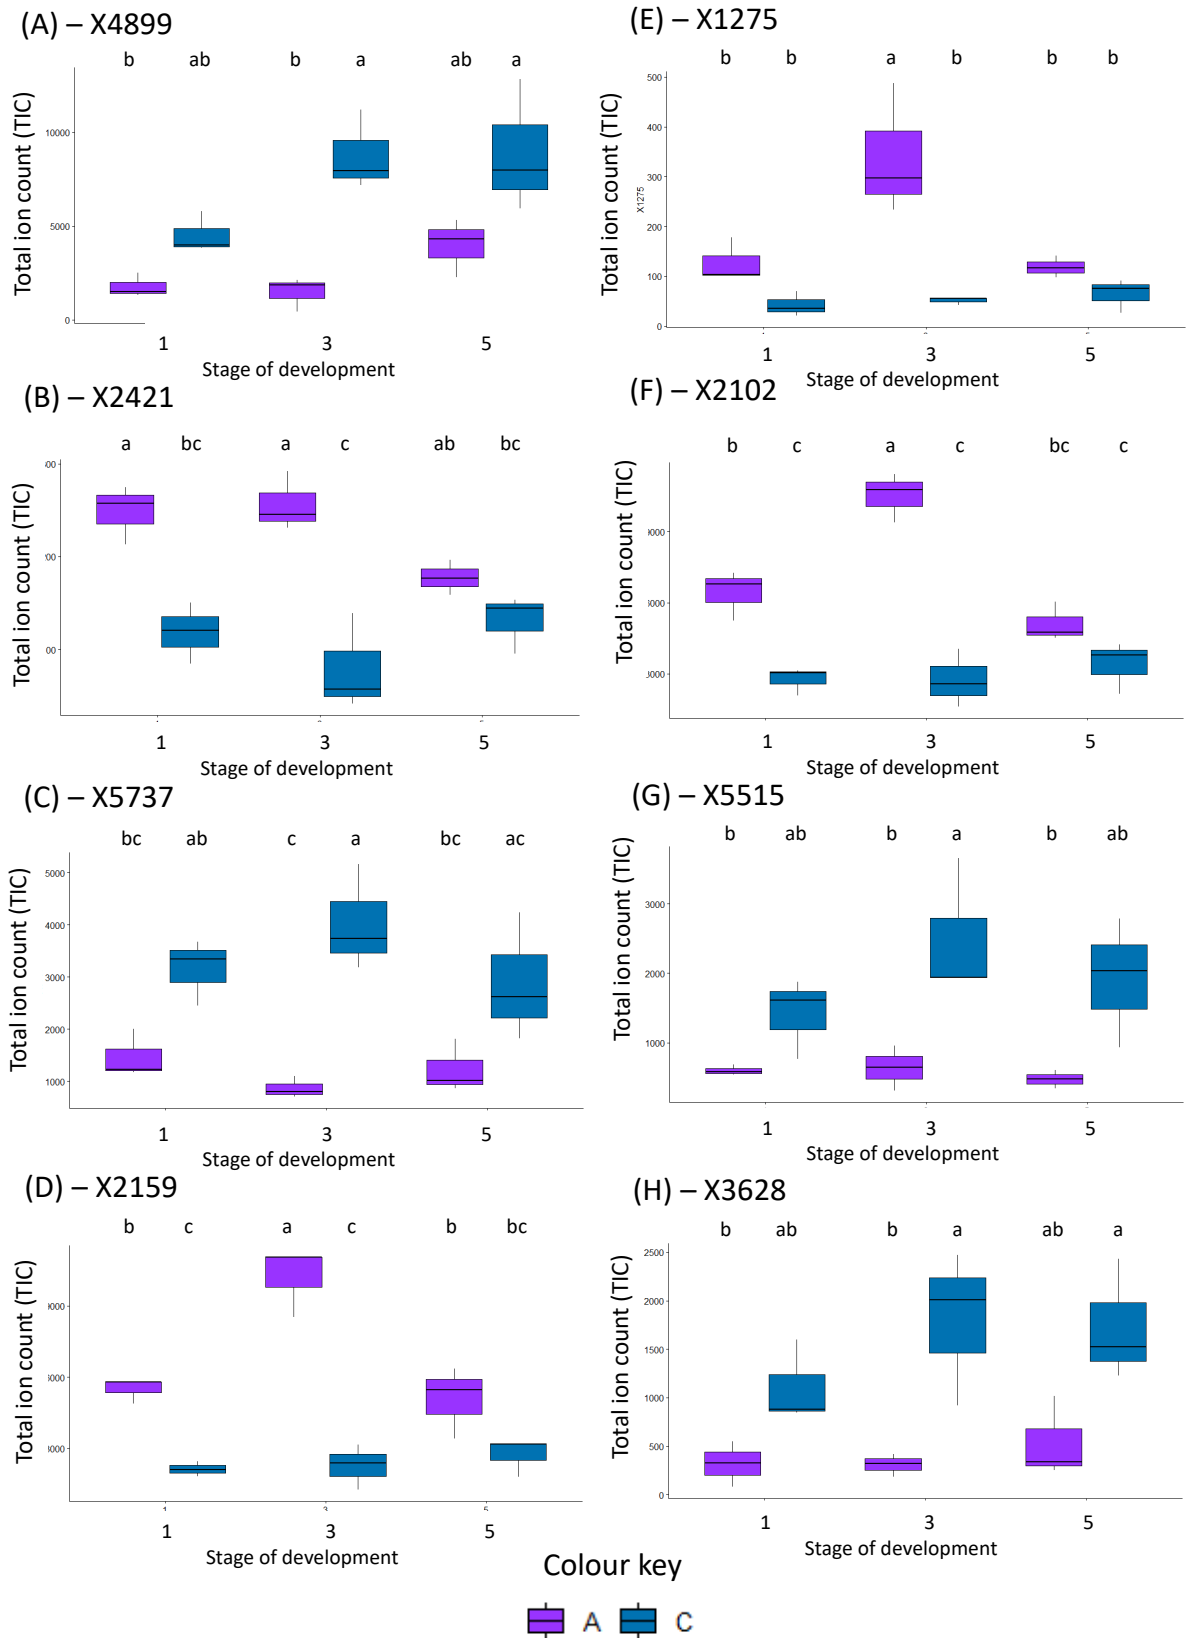 (A) – X4899
b ab b a ab a
Total ion count (TIC)
10000
5000
0
1 3 5
Stage of development
(B) – X2421
a bc a c ab bc
Total ion count (TIC)
1 3 5
Stage of development
(C) – X5737
bc ab c a bc ac
Total ion count (TIC)
5000
4000
3000
2000
1000
1 3 5
Stage of development
(D) – X2159
b c a c b bc
Total ion count (TIC)
1 3 5
Stage of development
(E) – X1275
b b a b b b
Total ion count (TIC)
X1275
500
400
300
200
100
0
1 3 5
Stage of development
(F) – X2102
b c a c bc c
Total ion count (TIC)
1 3 5
Stage of development
(G) – X5515
b ab b a b ab
Total ion count (TIC)
3000
2000
1000
1 3 5
Stage of development
(H) – X3628
b ab b a ab a
Total ion count (TIC)
2500
2000
1500
1000
500
0
1 3 5
Stage of development
Colour key
A C